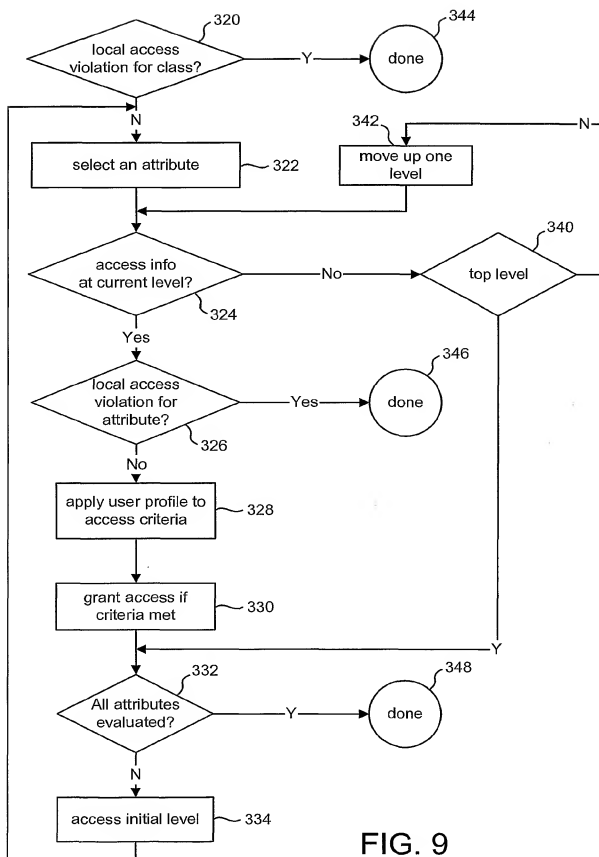 320
local access
violation for class?
Y
344
done
N
322
select an attribute
342
move up one
level
N
access info
at current level?
324
No
340
top level
Yes
local access
violation for
attribute?
326
Yes
346
done
No
apply user profile to
access criteria
328
grant access if
criteria met
330
Y
332
All attributes
evaluated?
Y
348
done
N
access initial level
334
FIG. 9